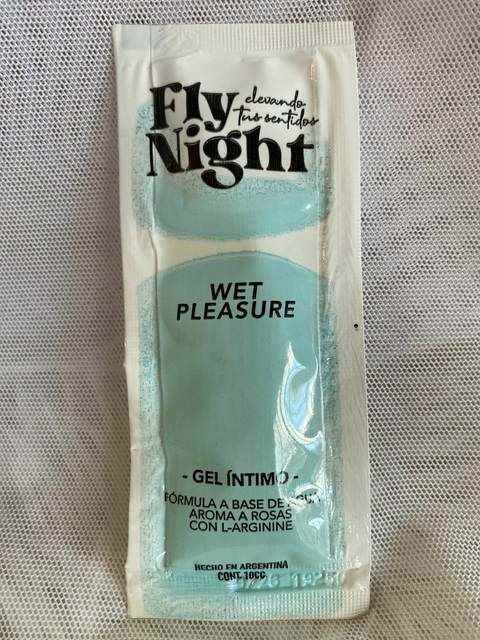 Fly
elevando
tus sentidos
Night
WET
PLEASURE
- GEL ÍNTIMO -
FÓRMULA A BASE DE AGUA
AROMA A ROSAS
CON L-ARGININE
HECHO EN ARGENTINA
CONT. 10CC